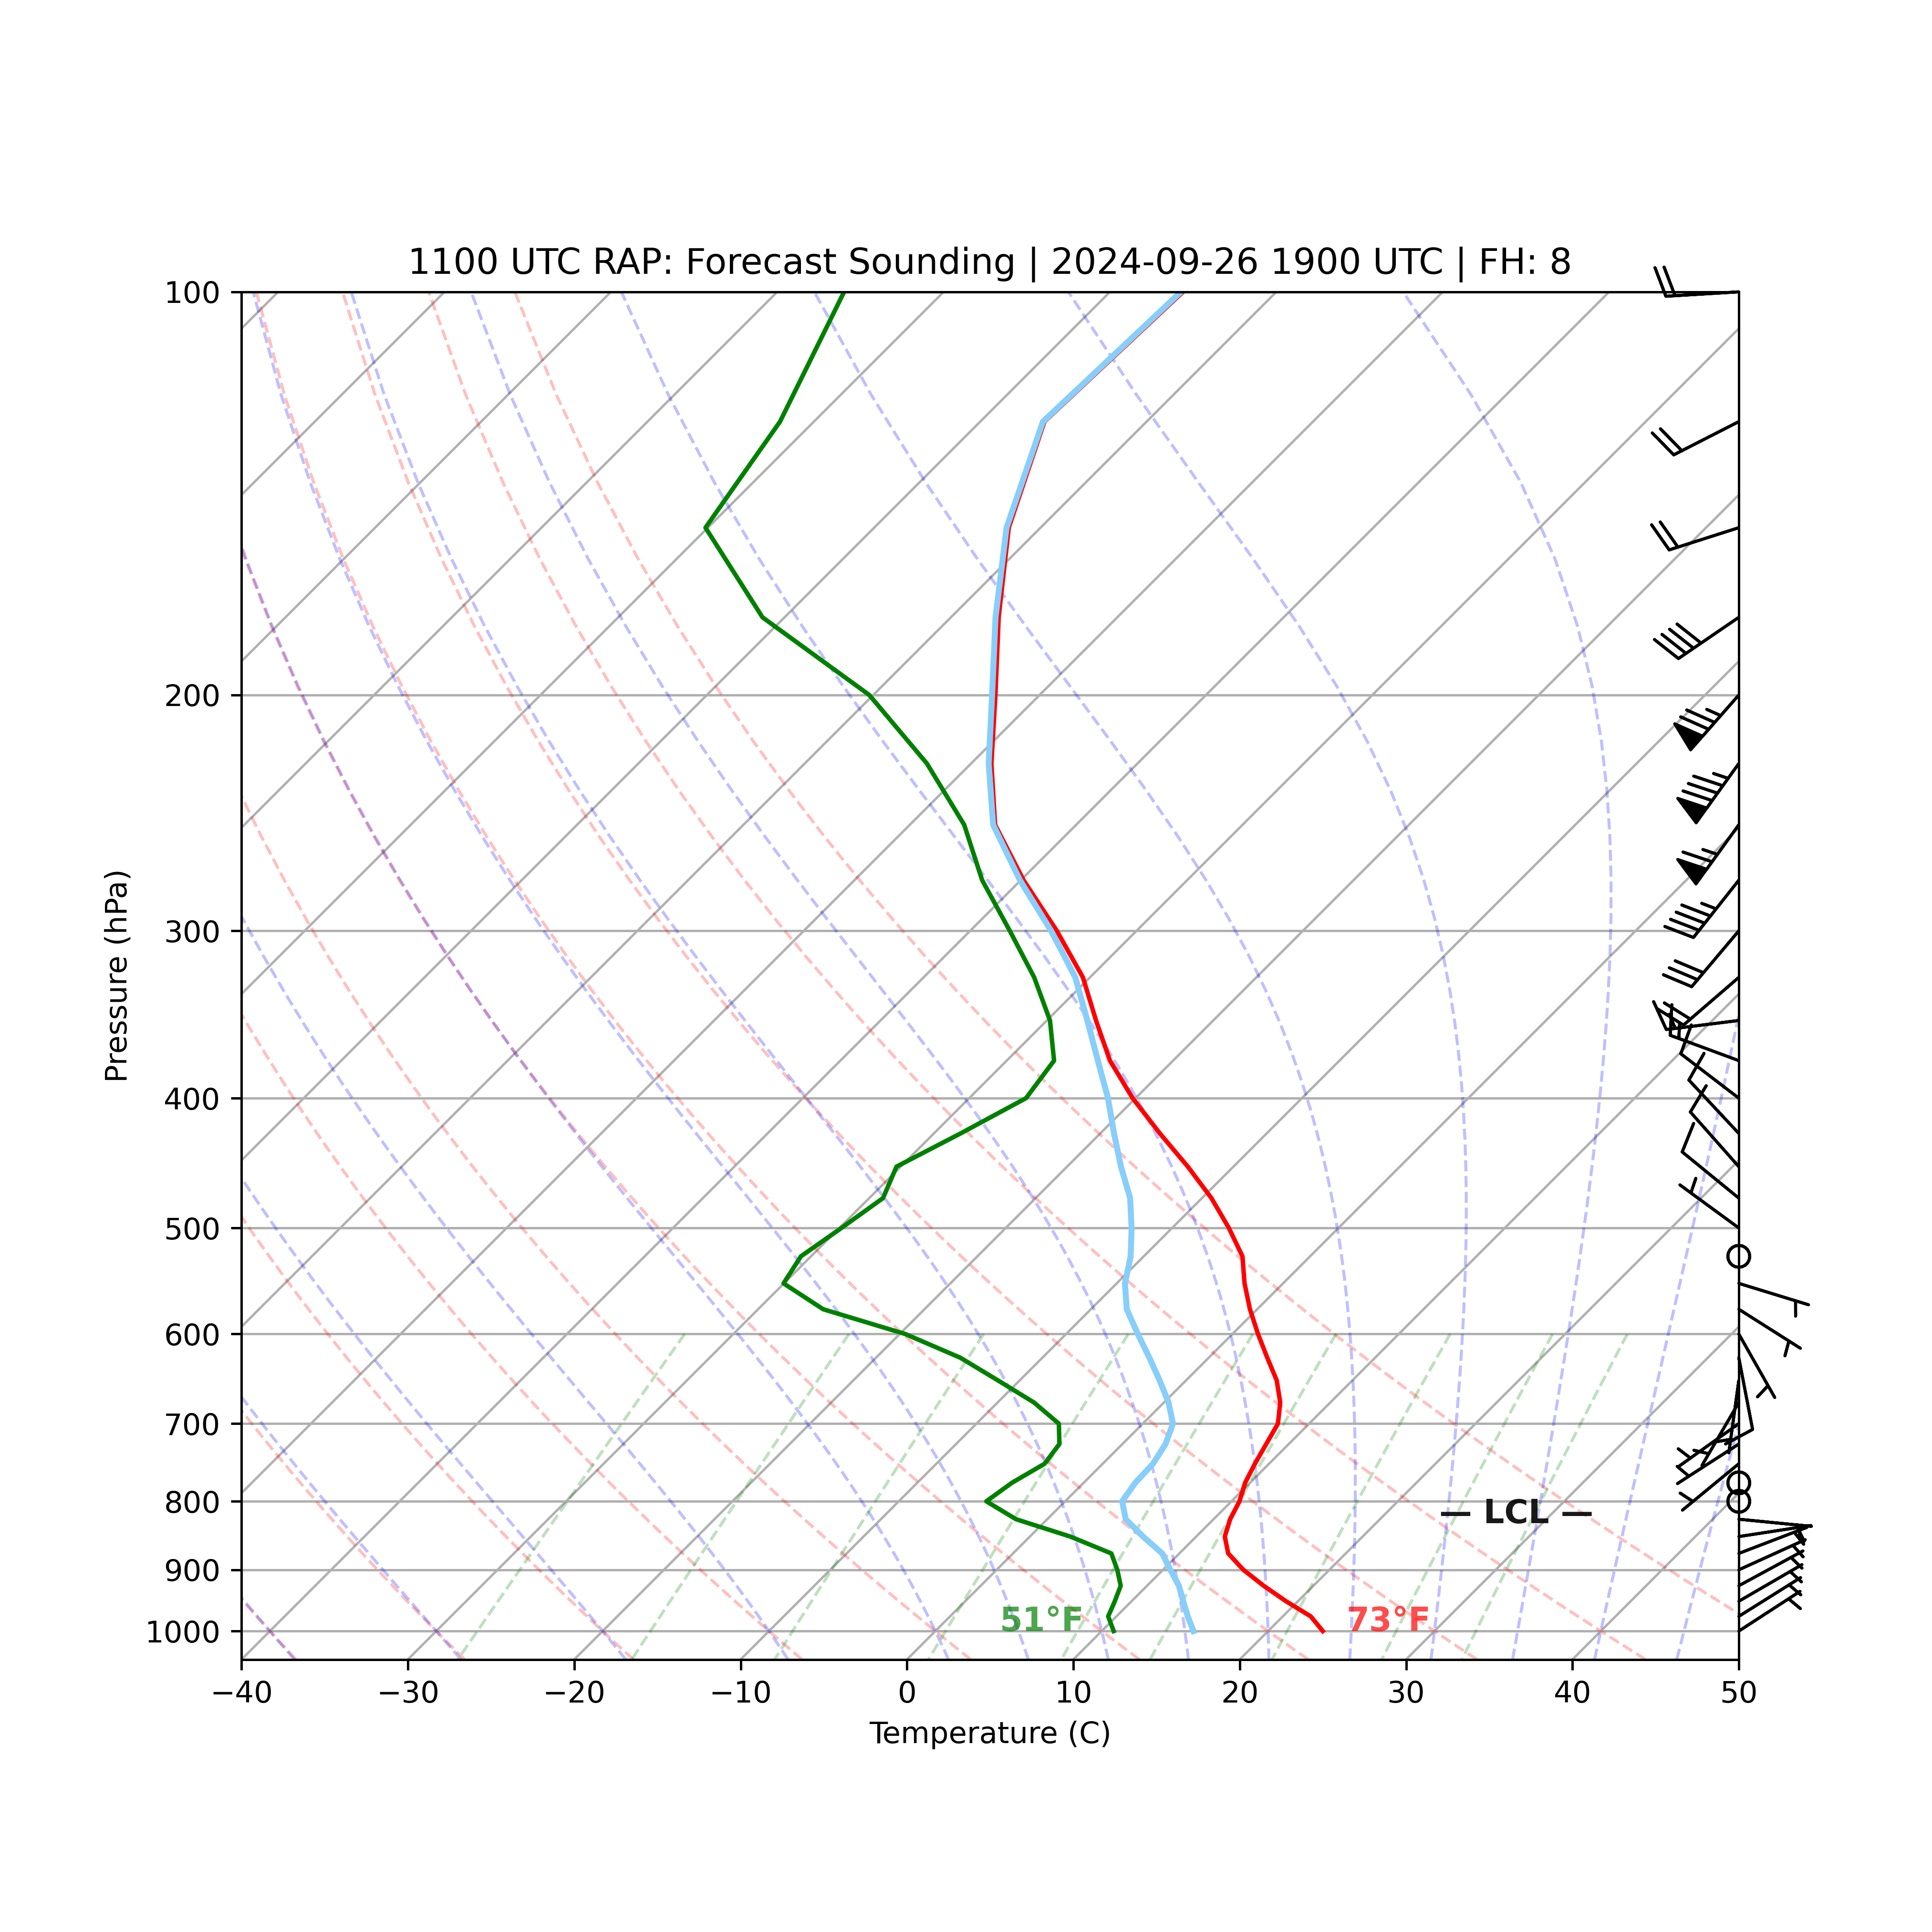 1100 UTC RAP: Forecast Sounding | 2024-09-26 1900 UTC | FH: 8
100
200
300
400
500
600
700
800
900
1000
Pressure (hPa)
— LCL —
51°F
73°F
−40 −30 −20 −10 0 10 20 30 40 50
Temperature (C)